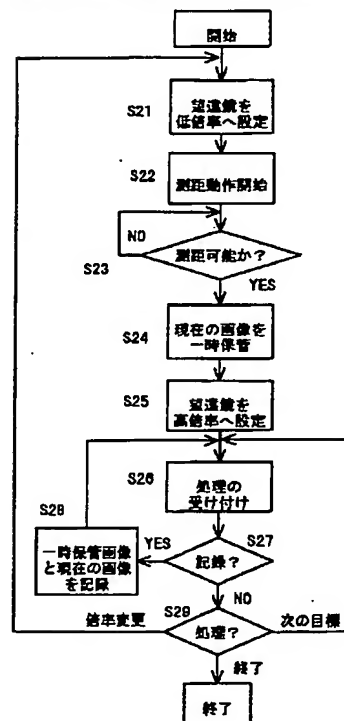 開始
S21
望遠鏡を
低倍率へ設定
S22
測距動作開始
NO
測距可能か?
S23
YES
S24
現在の画像を
一時保管
S25
望遠鏡を
高倍率へ設定
S26
処理の
受け付け
S28
一時保管画像
と現在の画像
を記録
YES
S27
記録?
NO
倍率変更
S29
処理?
次の目標
終了
終了